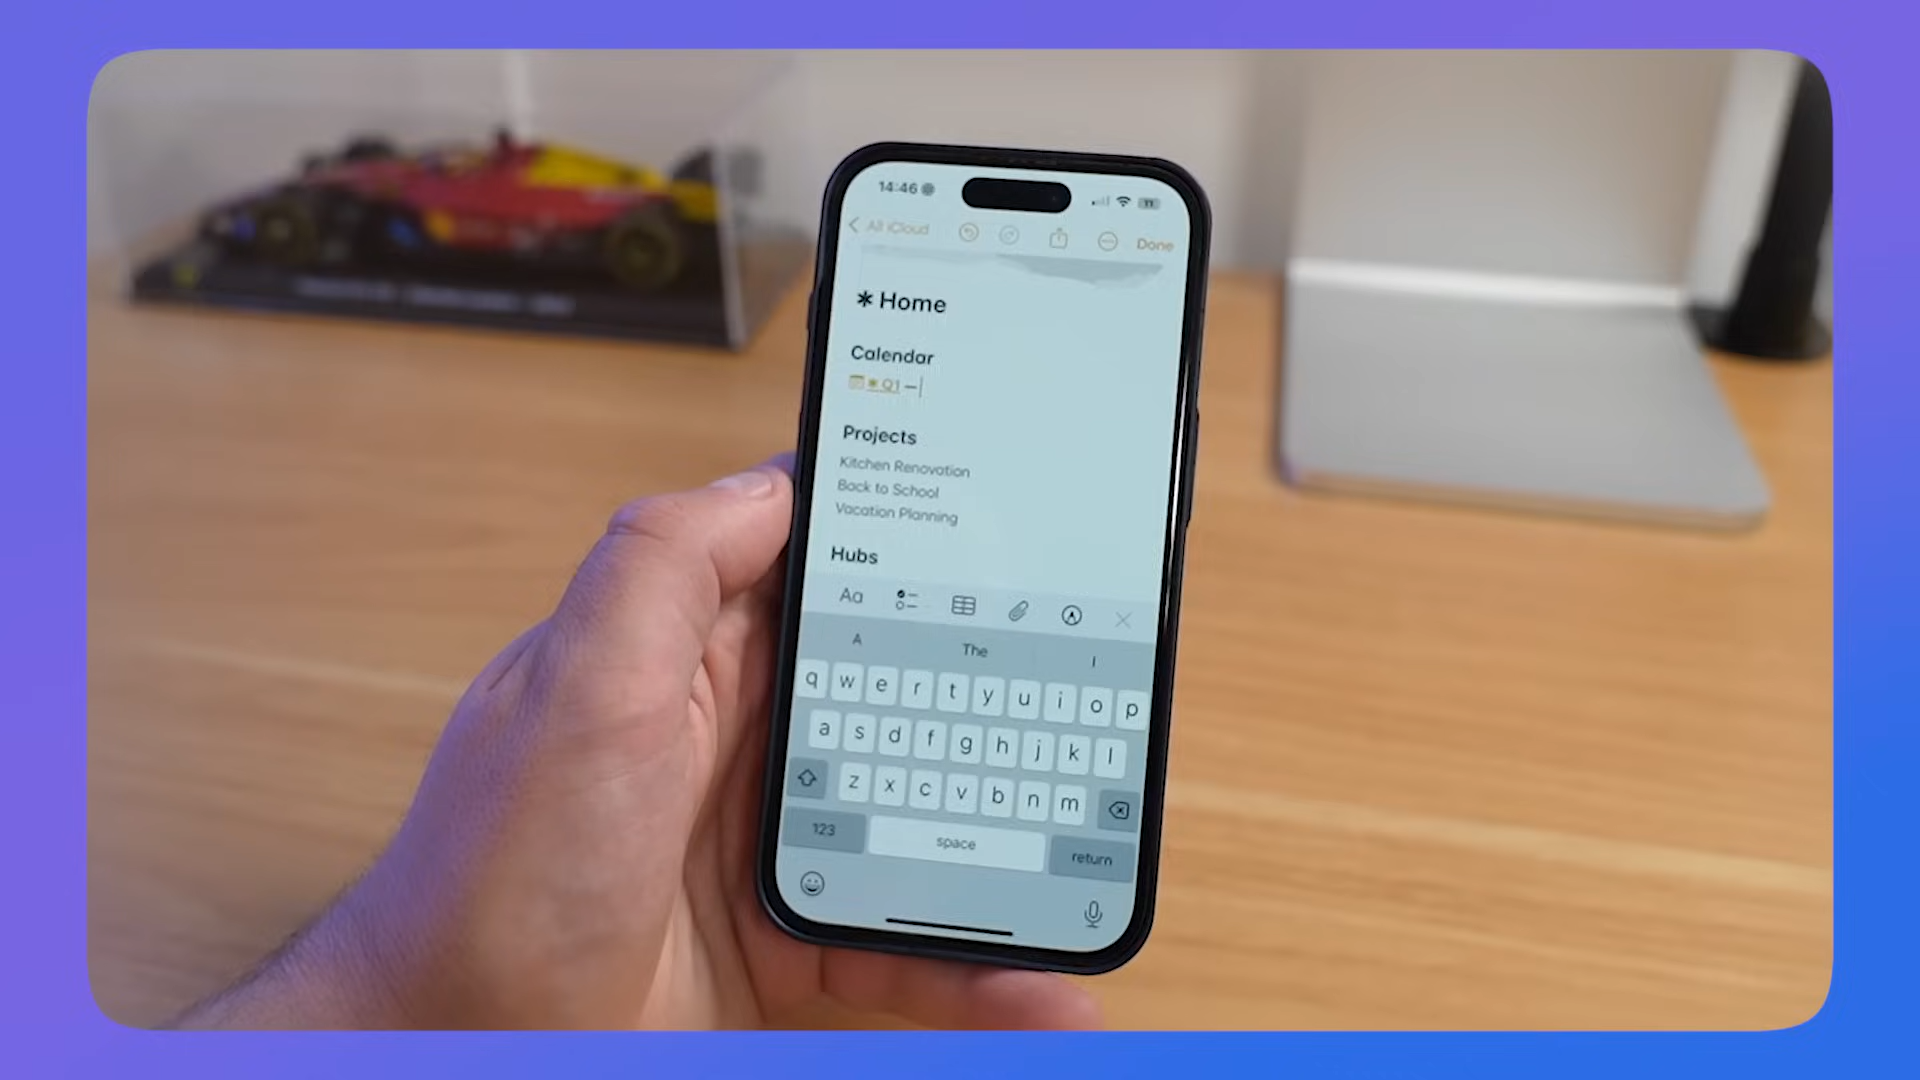 14:46
All iCloud Done
* Home
Calendar
* Q1 —
Projects
Kitchen Renovation
Back to School
Vacation Planning
Hubs
Aa
A The I
q w e r t y u i o p
a s d f g h j k l
z x c v b n m
123 space return